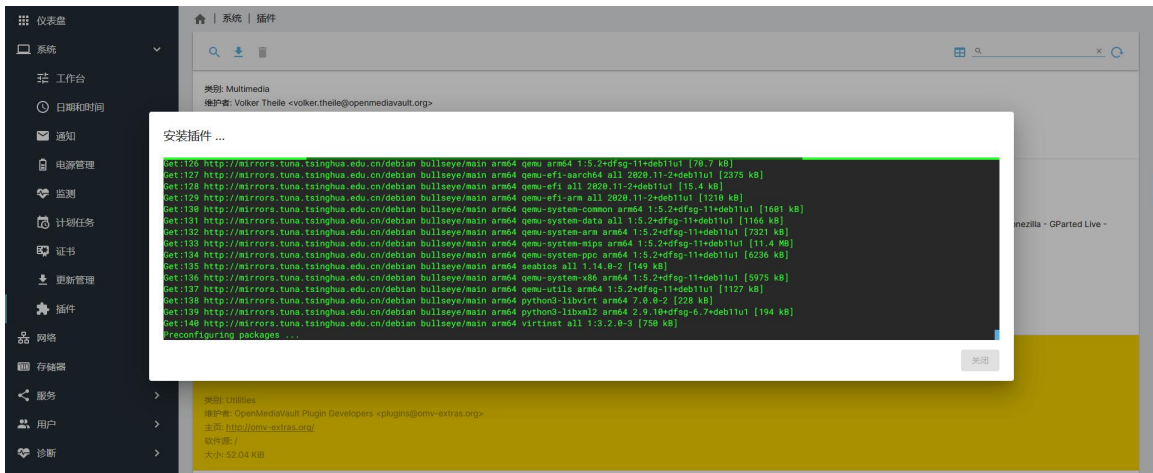 仪表盘
系统
工作台
日期和时间
通知
电源管理
监测
计划任务
证书
更新管理
插件
网络
存储器
服务
用户
诊断
| 系统 | 插件
类别: Multimedia
维护者: Volker Theile <volker.theile@openmediavault.org>
安装插件 ...
Get:126 http://mirrors.tuna.tsinghua.edu.cn/debian bullseye/main arm64 qemu arm64 1:5.2+dfsg-11+deb11u1 [70.7 kB]
Get:127 http://mirrors.tuna.tsinghua.edu.cn/debian bullseye/main arm64 qemu-efi-aarch64 all 2020.11-2+deb11u1 [2375 kB]
Get:128 http://mirrors.tuna.tsinghua.edu.cn/debian bullseye/main arm64 qemu-efi all 2020.11-2+deb11u1 [15.4 kB]
Get:129 http://mirrors.tuna.tsinghua.edu.cn/debian bullseye/main arm64 qemu-efi-arm all 2020.11-2+deb11u1 [1210 kB]
Get:130 http://mirrors.tuna.tsinghua.edu.cn/debian bullseye/main arm64 qemu-system-common arm64 1:5.2+dfsg-11+deb11u1 [1601 kB]
Get:131 http://mirrors.tuna.tsinghua.edu.cn/debian bullseye/main arm64 qemu-system-data all 1:5.2+dfsg-11+deb11u1 [1166 kB]
Get:132 http://mirrors.tuna.tsinghua.edu.cn/debian bullseye/main arm64 qemu-system-arm arm64 1:5.2+dfsg-11+deb11u1 [7321 kB]
Get:133 http://mirrors.tuna.tsinghua.edu.cn/debian bullseye/main arm64 qemu-system-mips arm64 1:5.2+dfsg-11+deb11u1 [11.4 MB]
Get:134 http://mirrors.tuna.tsinghua.edu.cn/debian bullseye/main arm64 qemu-system-ppc arm64 1:5.2+dfsg-11+deb11u1 [6236 kB]
Get:135 http://mirrors.tuna.tsinghua.edu.cn/debian bullseye/main arm64 seabios all 1.14.0-2 [149 kB]
Get:136 http://mirrors.tuna.tsinghua.edu.cn/debian bullseye/main arm64 qemu-system-x86 arm64 1:5.2+dfsg-11+deb11u1 [5975 kB]
Get:137 http://mirrors.tuna.tsinghua.edu.cn/debian bullseye/main arm64 qemu-utils arm64 1:5.2+dfsg-11+deb11u1 [1127 kB]
Get:138 http://mirrors.tuna.tsinghua.edu.cn/debian bullseye/main arm64 python3-libvirt arm64 7.0.0-2 [228 kB]
Get:139 http://mirrors.tuna.tsinghua.edu.cn/debian bullseye/main arm64 python3-libxml2 arm64 2.9.10+dfsg-6.7+deb11u1 [194 kB]
Get:140 http://mirrors.tuna.tsinghua.edu.cn/debian bullseye/main arm64 virtinst all 1:3.2.0-3 [750 kB]
Preconfiguring packages ...
关闭
onezilla - GParted Live -
类别: Utilities
维护者: OpenMediaVault Plugin Developers <plugins@omv-extras.org>
主页: http://omv-extras.org/
软件源: /
大小: 52.04 KiB